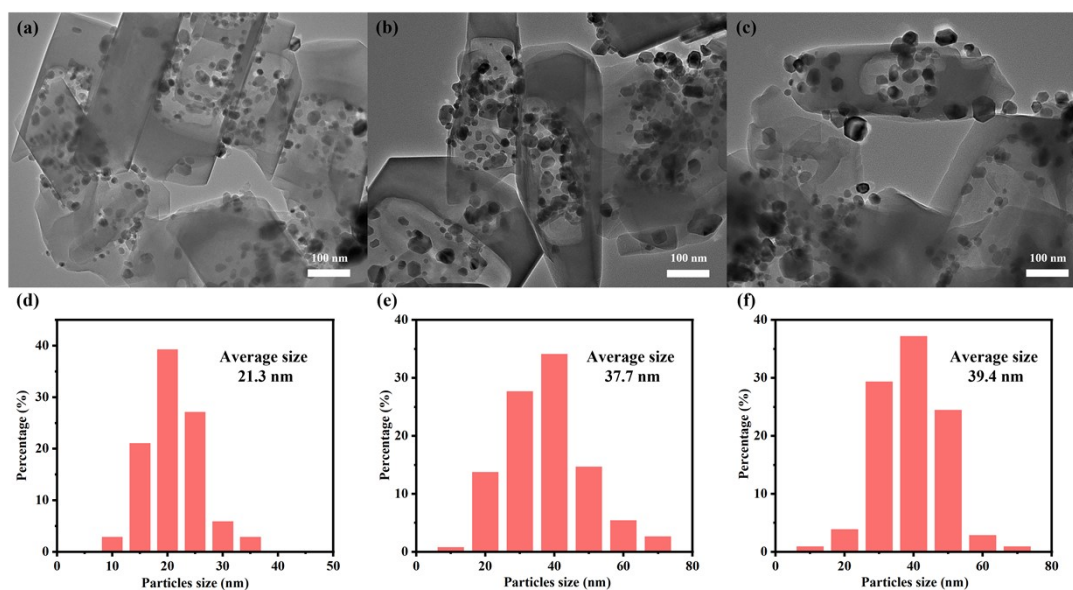 (a)
100 nm
(b)
100 nm
(c)
100 nm
(d)
Average size
21.3 nm
Percentage (%)
40
30
20
10
0
0 10 20 30 40 50
Particles size (nm)
(e)
Average size
37.7 nm
Percentage (%)
40
30
20
10
0
0 20 40 60 80
Particles size (nm)
(f)
Average size
39.4 nm
Percentage (%)
40
30
20
10
0
0 20 40 60 80
Particles size (nm)